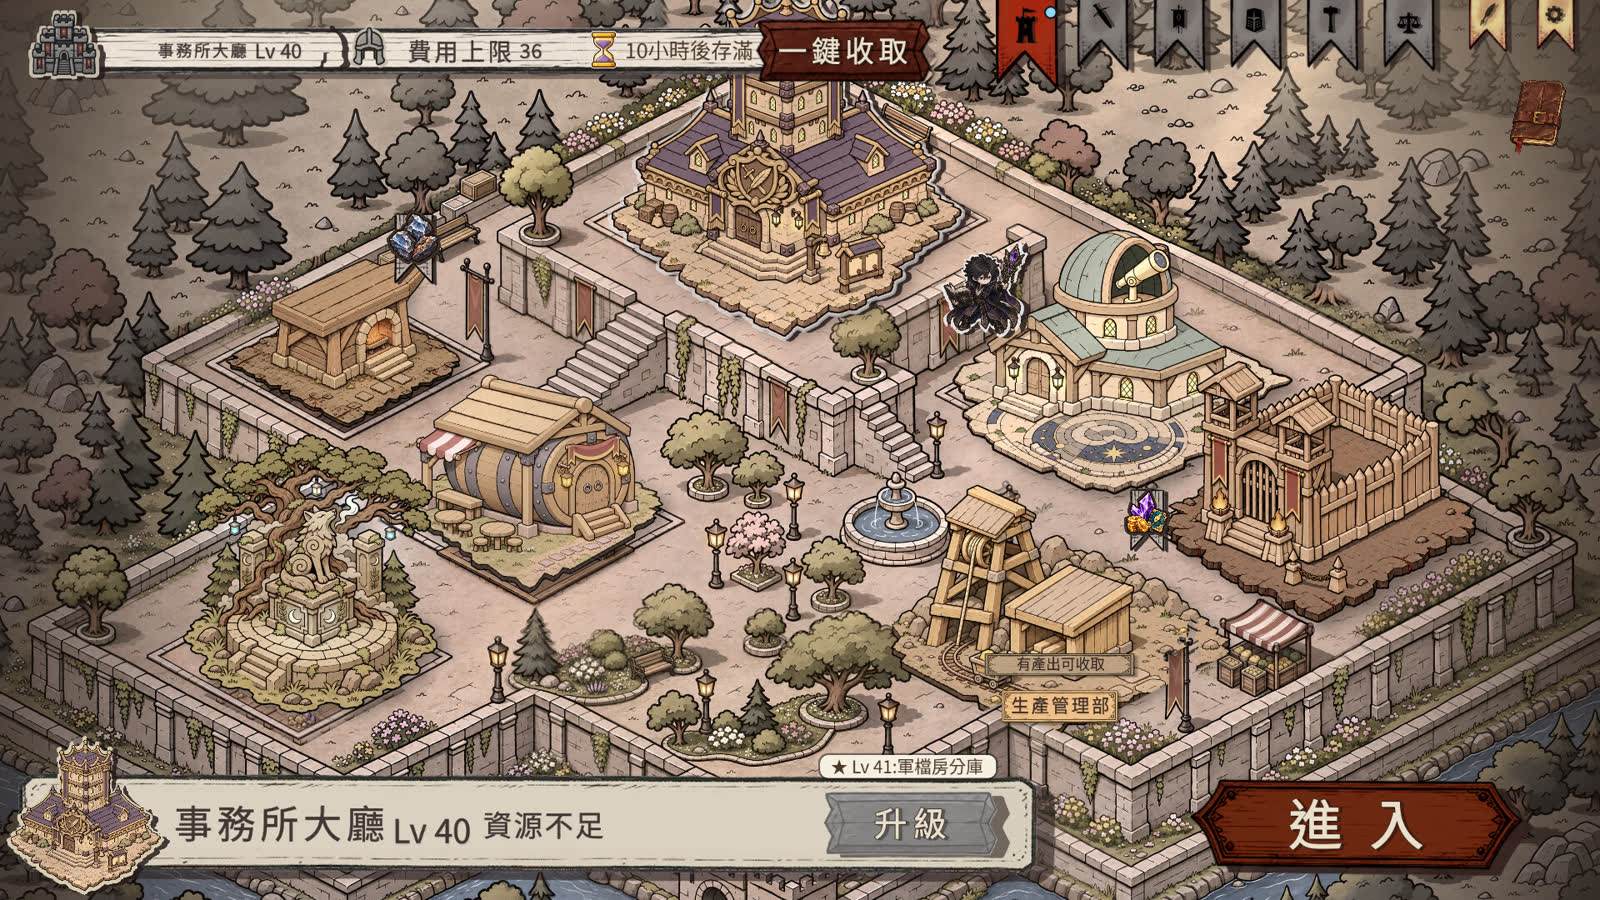 事務所大廳 Lv 40
費用上限 36
10小時後存滿
一鍵收取
有產出可收取
生產管理部
★ Lv 41:軍檔房分庫
事務所大廳 Lv 40 資源不足
升級
進入